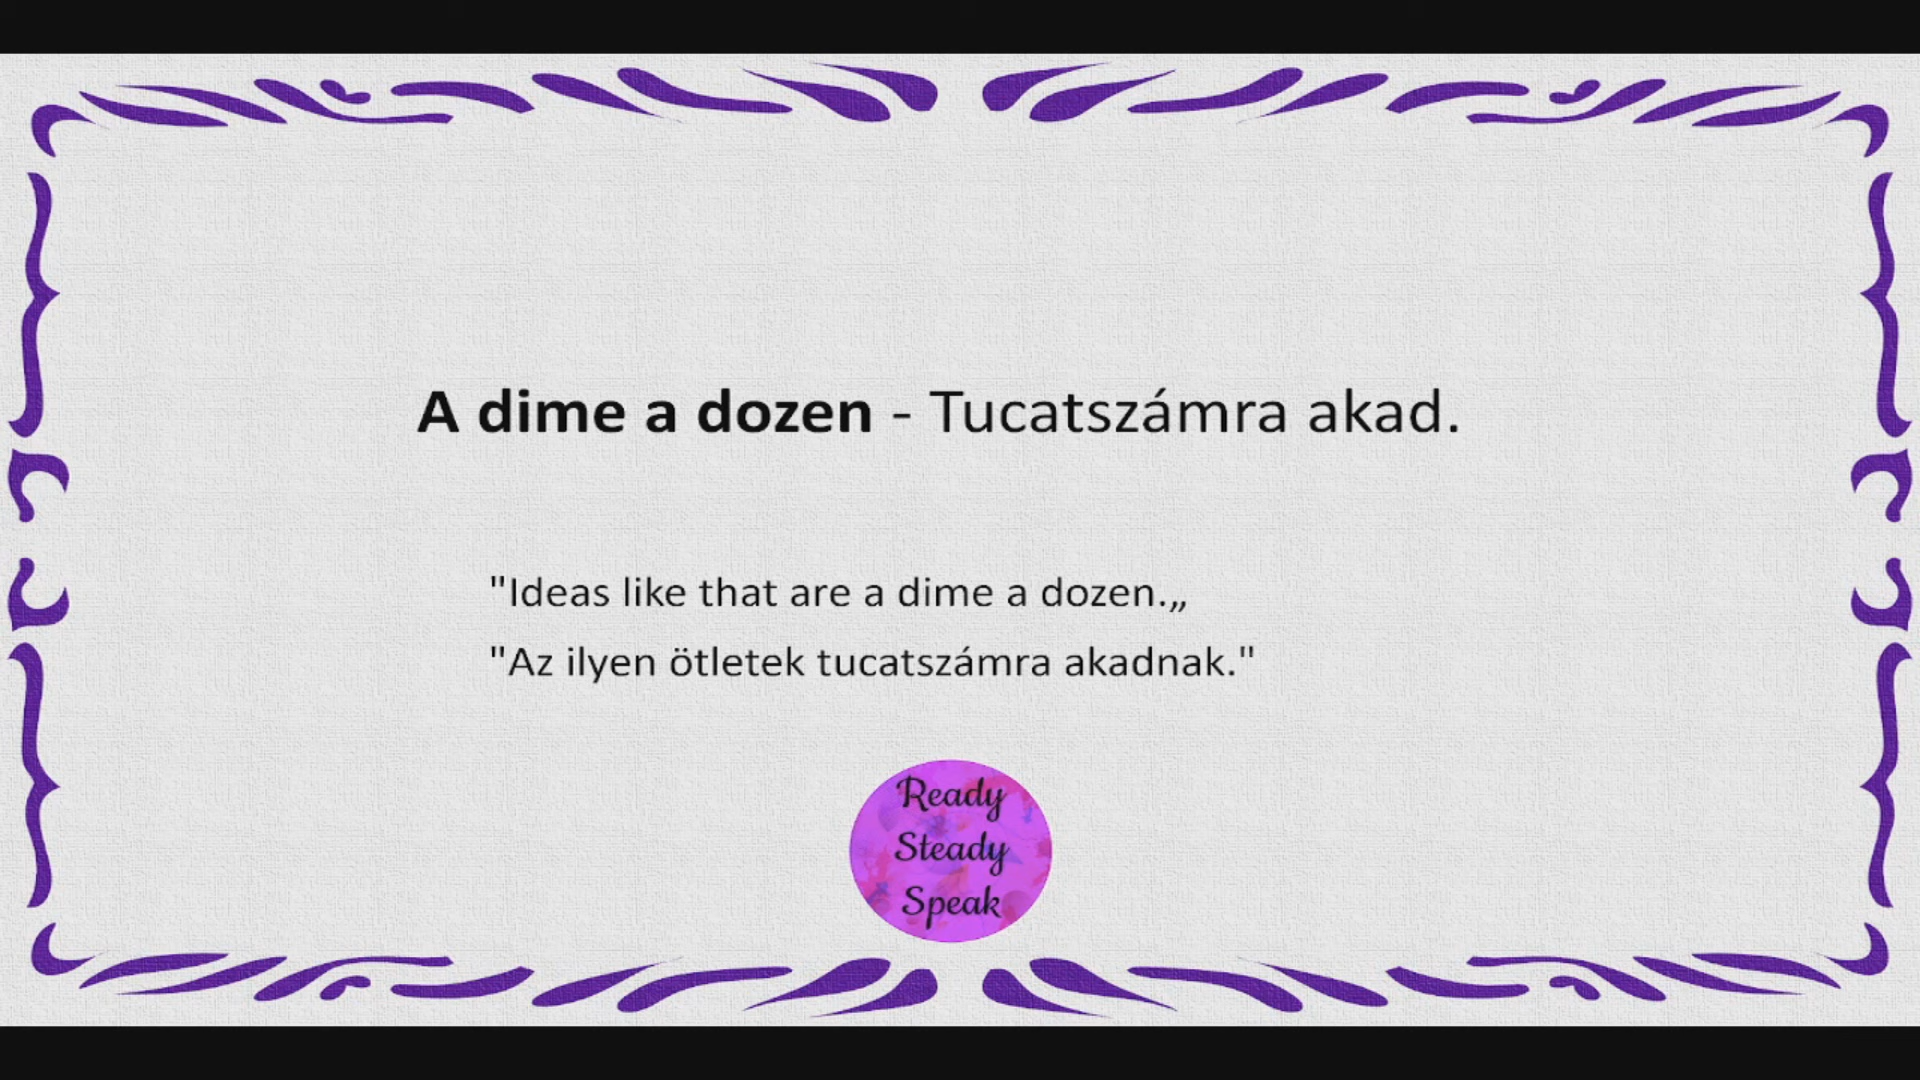 A dime a dozen - Tucatszámra akad.
"Ideas like that are a dime a dozen.„
"Az ilyen ötletek tucatszámra akadnak."
Ready
Steady
Speak